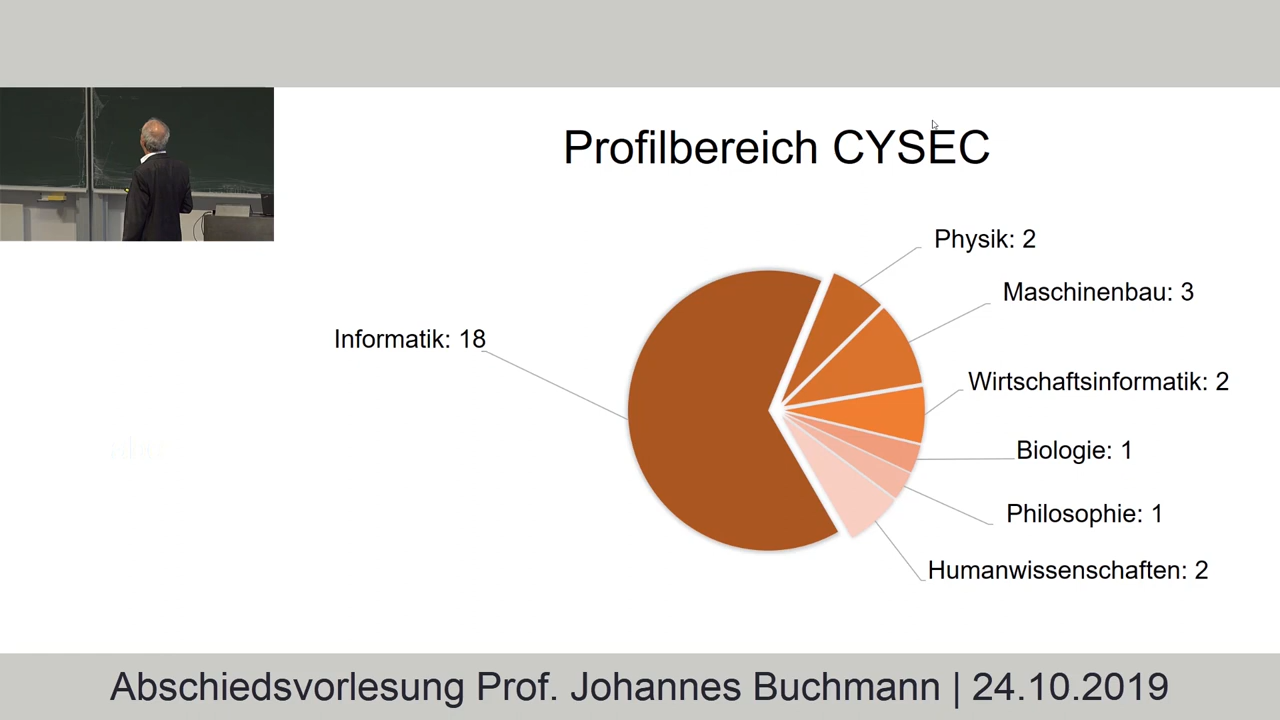 Profilbereich CYSEC
Physik: 2
Maschinenbau: 3
Informatik: 18
Wirtschaftsinformatik: 2
Biologie: 1
Philosophie: 1
Humanwissenschaften: 2
Abschiedsvorlesung Prof. Johannes Buchmann | 24.10.2019